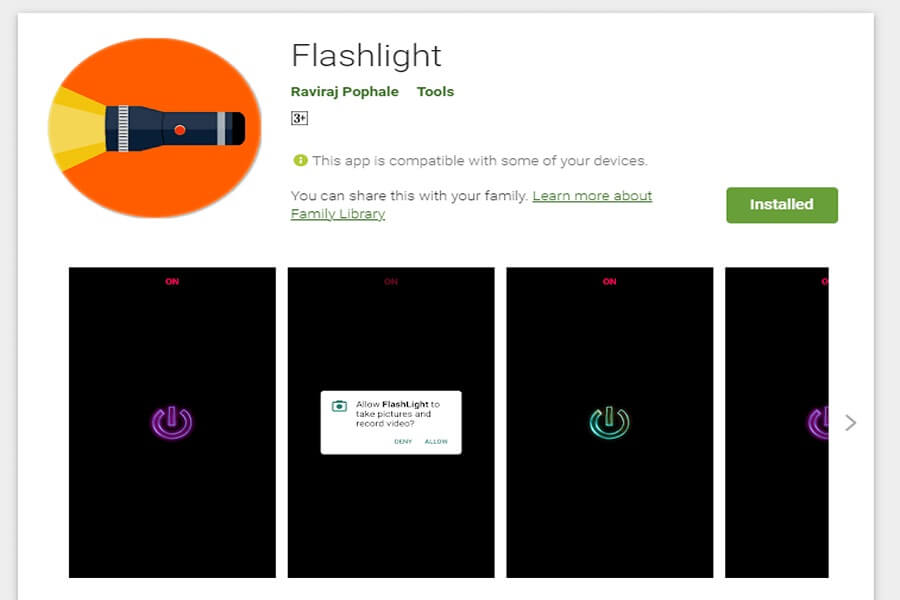 Flashlight
Raviraj Pophale Tools
3+
This app is compatible with some of your devices.
You can share this with your family. Learn more about
Family Library
Installed
ON
ON
Allow FlashLight to
take pictures and
record video?
DENY ALLOW
ON